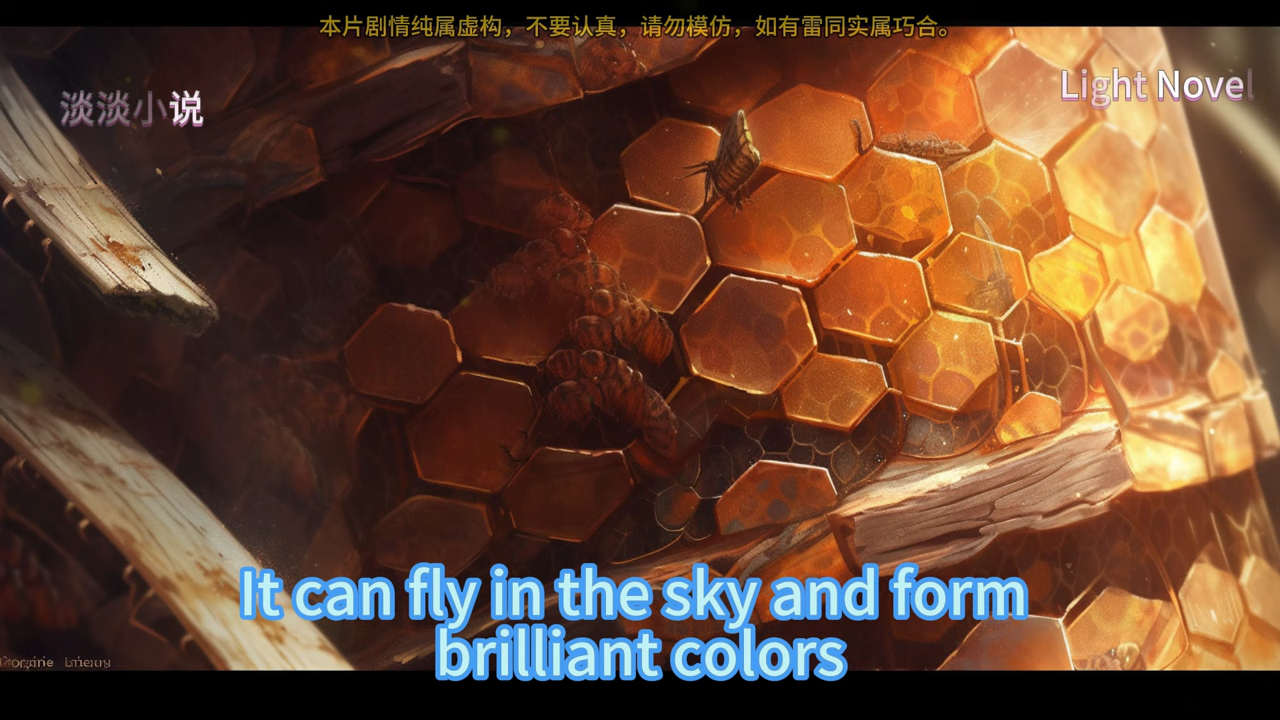 本片剧情纯属虚构，不要认真，请勿模仿，如有雷同实属巧合。
淡淡小说
Light Novel
It can fly in the sky and form
brilliant colors